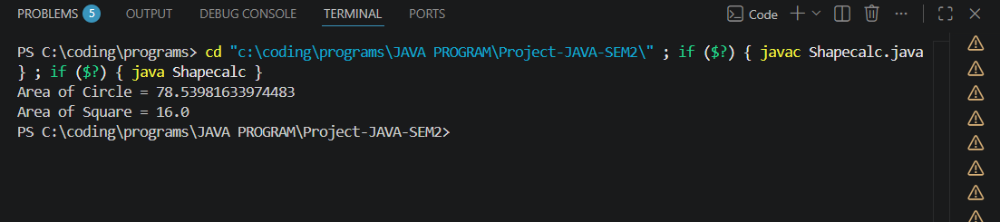 PROBLEMS 5 OUTPUT DEBUG CONSOLE TERMINAL PORTS Code
PS C:\coding\programs> cd "c:\coding\programs\JAVA PROGRAM\Project-JAVA-SEM2\" ; if ($?) { javac Shapecalc.java
} ; if ($?) { java Shapecalc }
Area of Circle = 78.53981633974483
Area of Square = 16.0
PS C:\coding\programs\JAVA PROGRAM\Project-JAVA-SEM2>